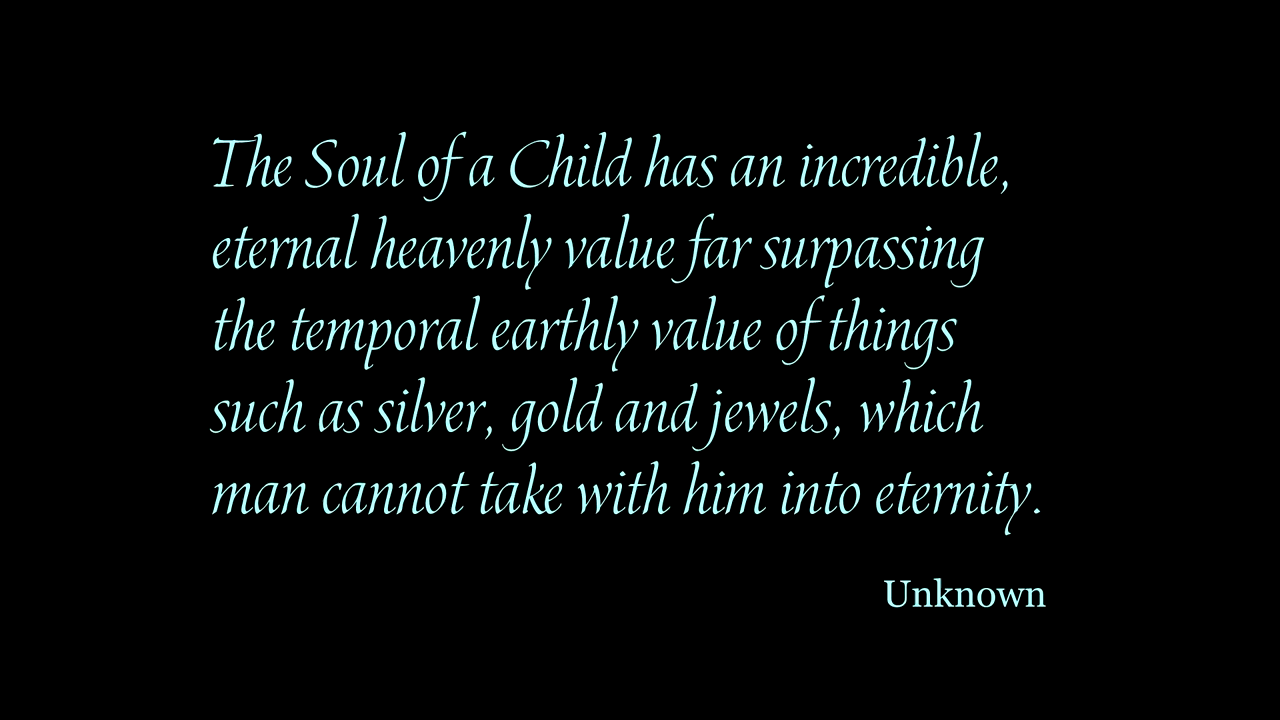 The Soul of a Child has an incredible,
eternal heavenly value far surpassing
the temporal earthly value of things
such as silver, gold and jewels, which
man cannot take with him into eternity.
Unknown